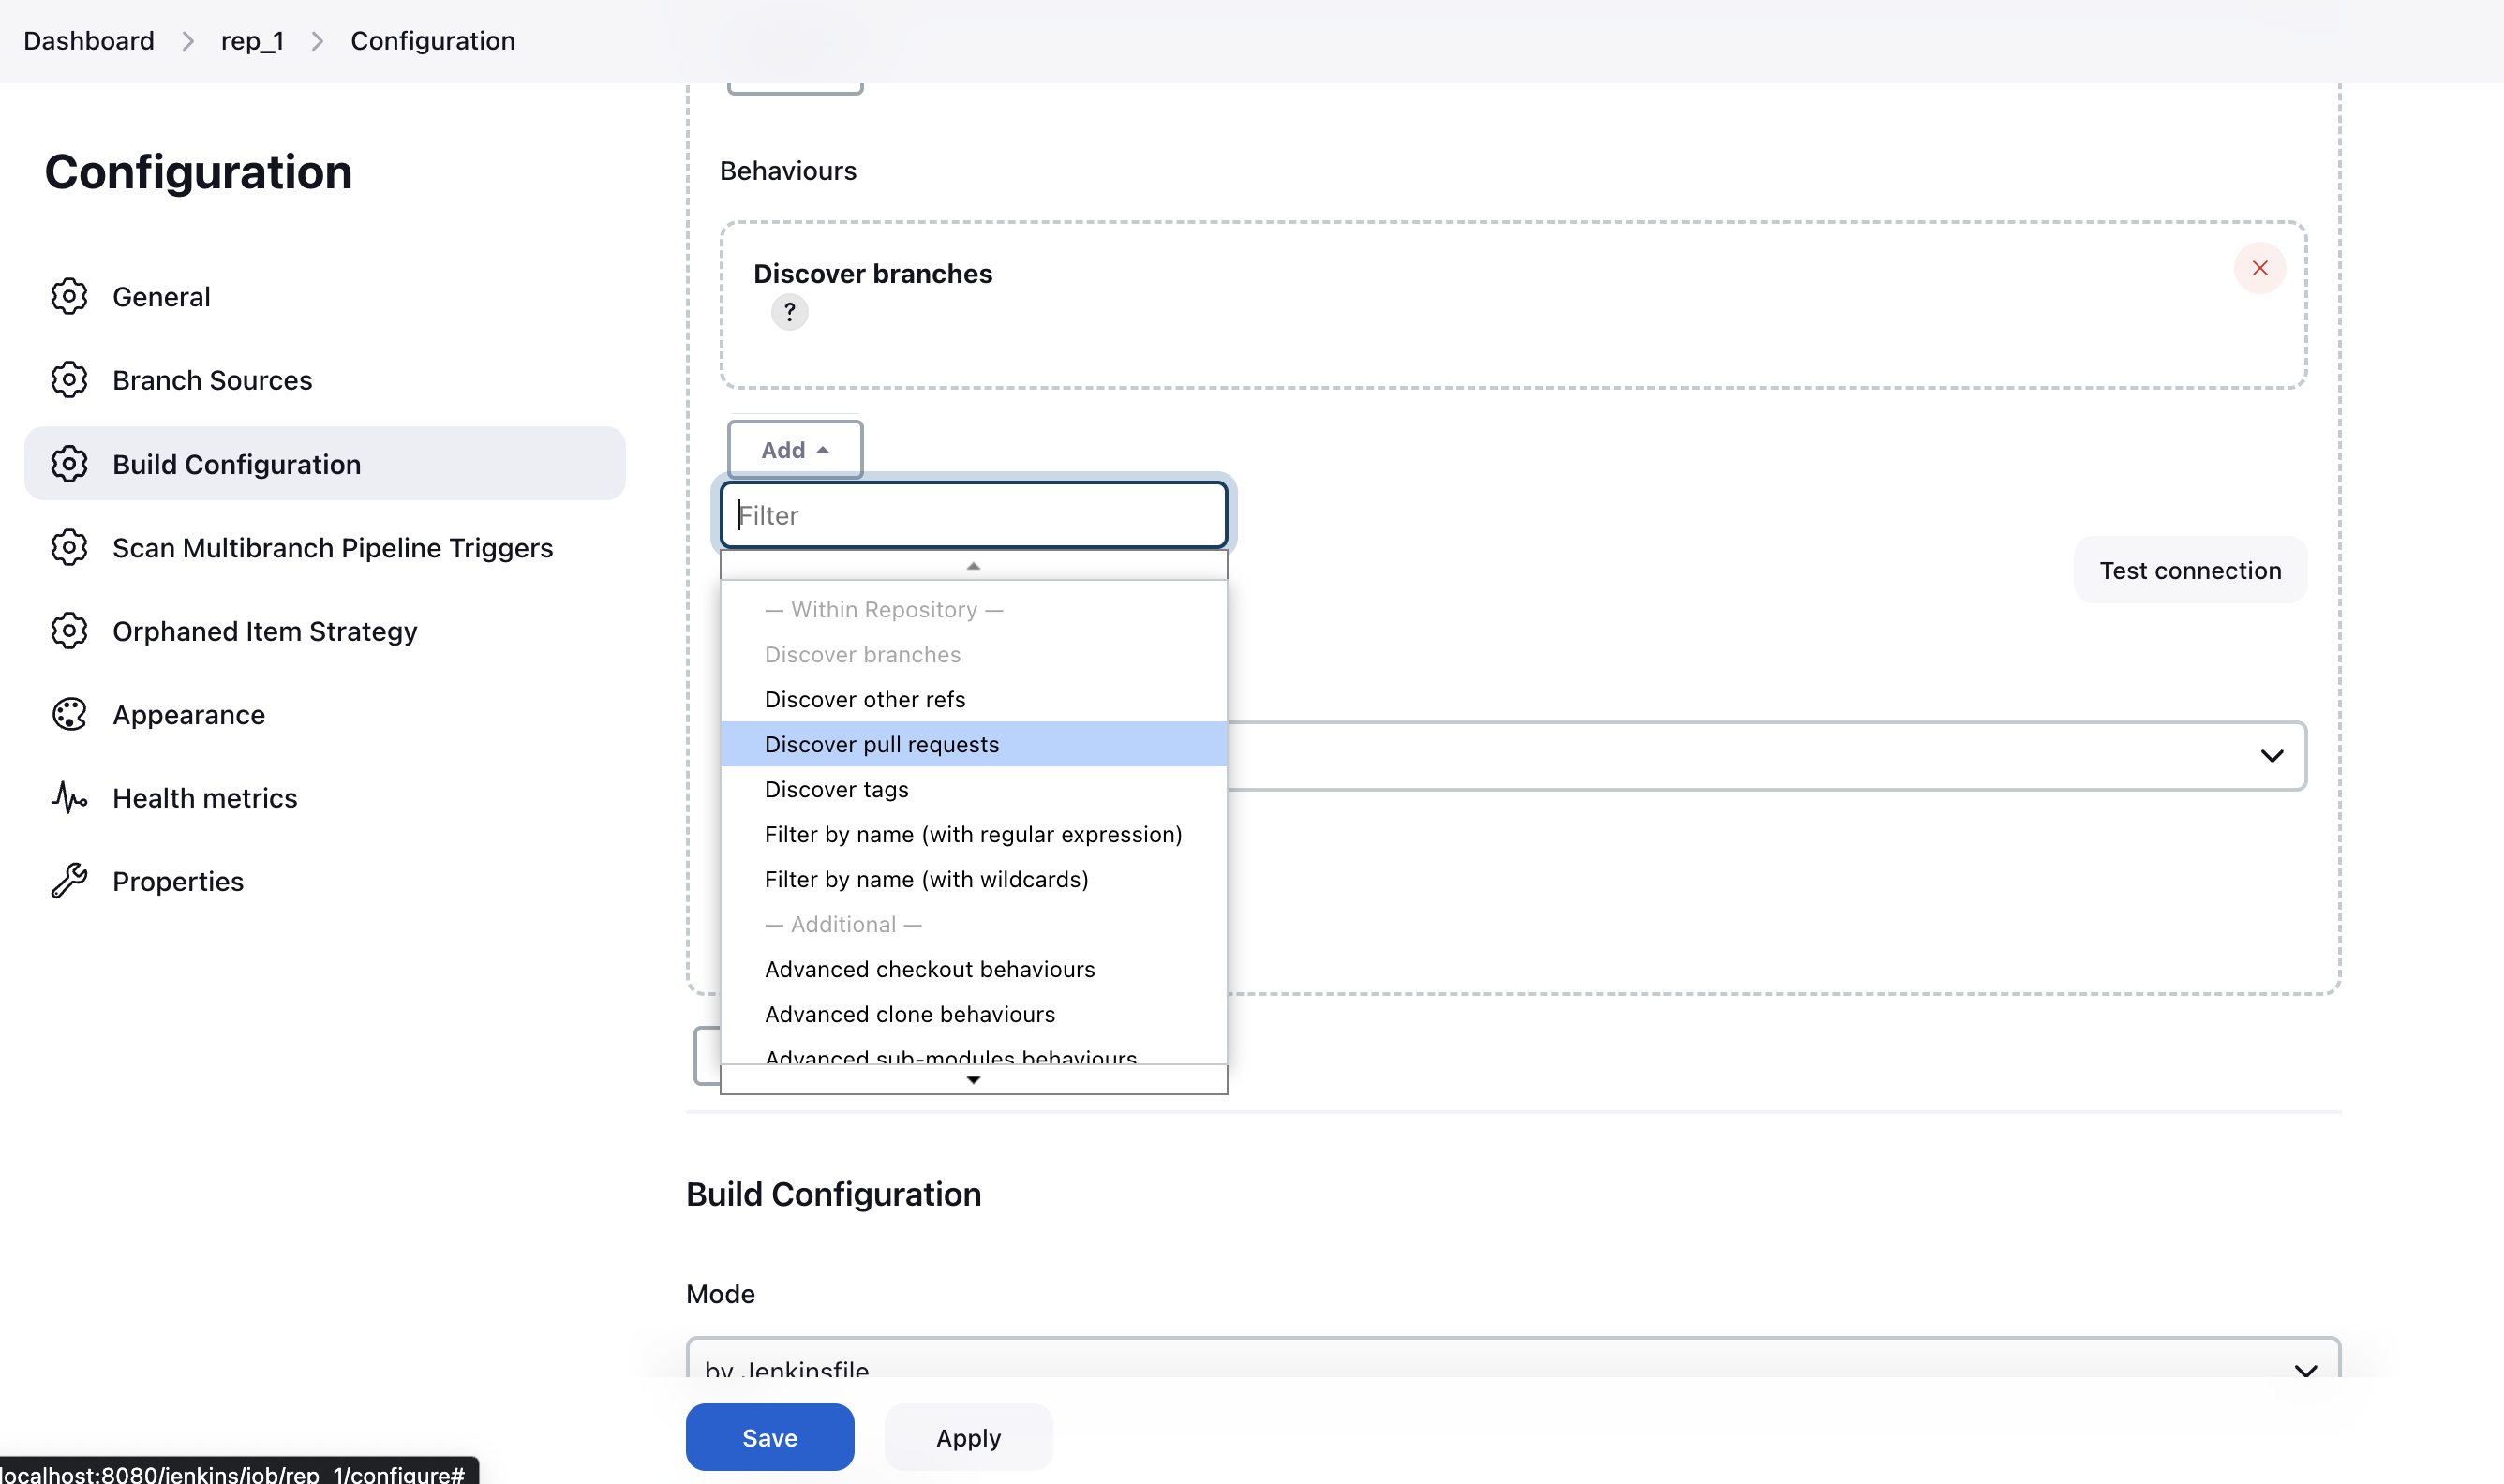 Dashboard > rep_1 > Configuration
Configuration
General
Branch Sources
Build Configuration
Scan Multibranch Pipeline Triggers
Orphaned Item Strategy
Appearance
Health metrics
Properties
Behaviours
Discover branches
?
Add
Filter
— Within Repository —
Discover branches
Discover other refs
Discover pull requests
Discover tags
Filter by name (with regular expression)
Filter by name (with wildcards)
— Additional —
Advanced checkout behaviours
Advanced clone behaviours
Advanced sub-modules behaviours
Test connection
Build Configuration
Mode
by Jenkinsfile
Save
Apply
localhost:8080/jenkins/job/rep_1/configure#